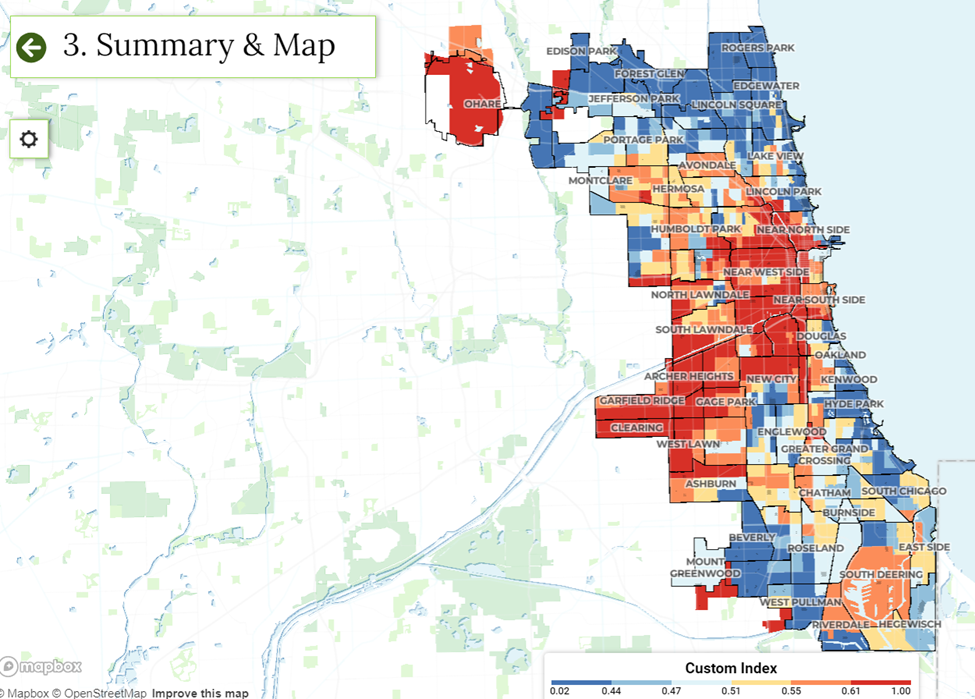 3. Summary & Map
EDISON PARK
ROGERS PARK
FOREST GLEN
EDGEWATER
OHARE
JEFFERSON PARK
LINCOLN SQUARE
PORTAGE PARK
LAKE VIEW
AVONDALE
MONTCLARE
HERMOSA
LINCOLN PARK
HUMBOLDT PARK
NEAR NORTH SIDE
NEAR WEST SIDE
NORTH LAWNDALE
NEAR SOUTH SIDE
SOUTH LAWNDALE
DOUGLAS
OAKLAND
ARCHER HEIGHTS
NEW CITY
KENWOOD
GARFIELD RIDGE
GAGE PARK
HYDE PARK
CLEARING
ENGLEWOOD
WEST LAWN
GREATER GRAND
CROSSING
ASHBURN
CHATHAM
SOUTH CHICAGO
BURNSIDE
BEVERLY
ROSELAND
EAST SIDE
MOUNT
GREENWOOD
SOUTH DEERING
WEST PULLMAN
RIVERDALE
HEGEWISCH
mapbox
Custom Index
0.02 0.44 0.47 0.51 0.55 0.61 1.00
© Mapbox © OpenStreetMap Improve this map